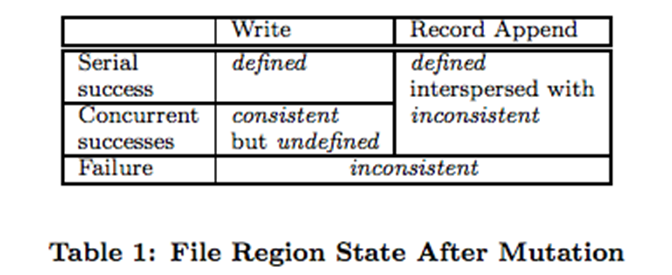 Write Record Append
Serial defined defined
success interspersed with
Concurrent consistent inconsistent
successes but undefined
Failure inconsistent
Table 1: File Region State After Mutation